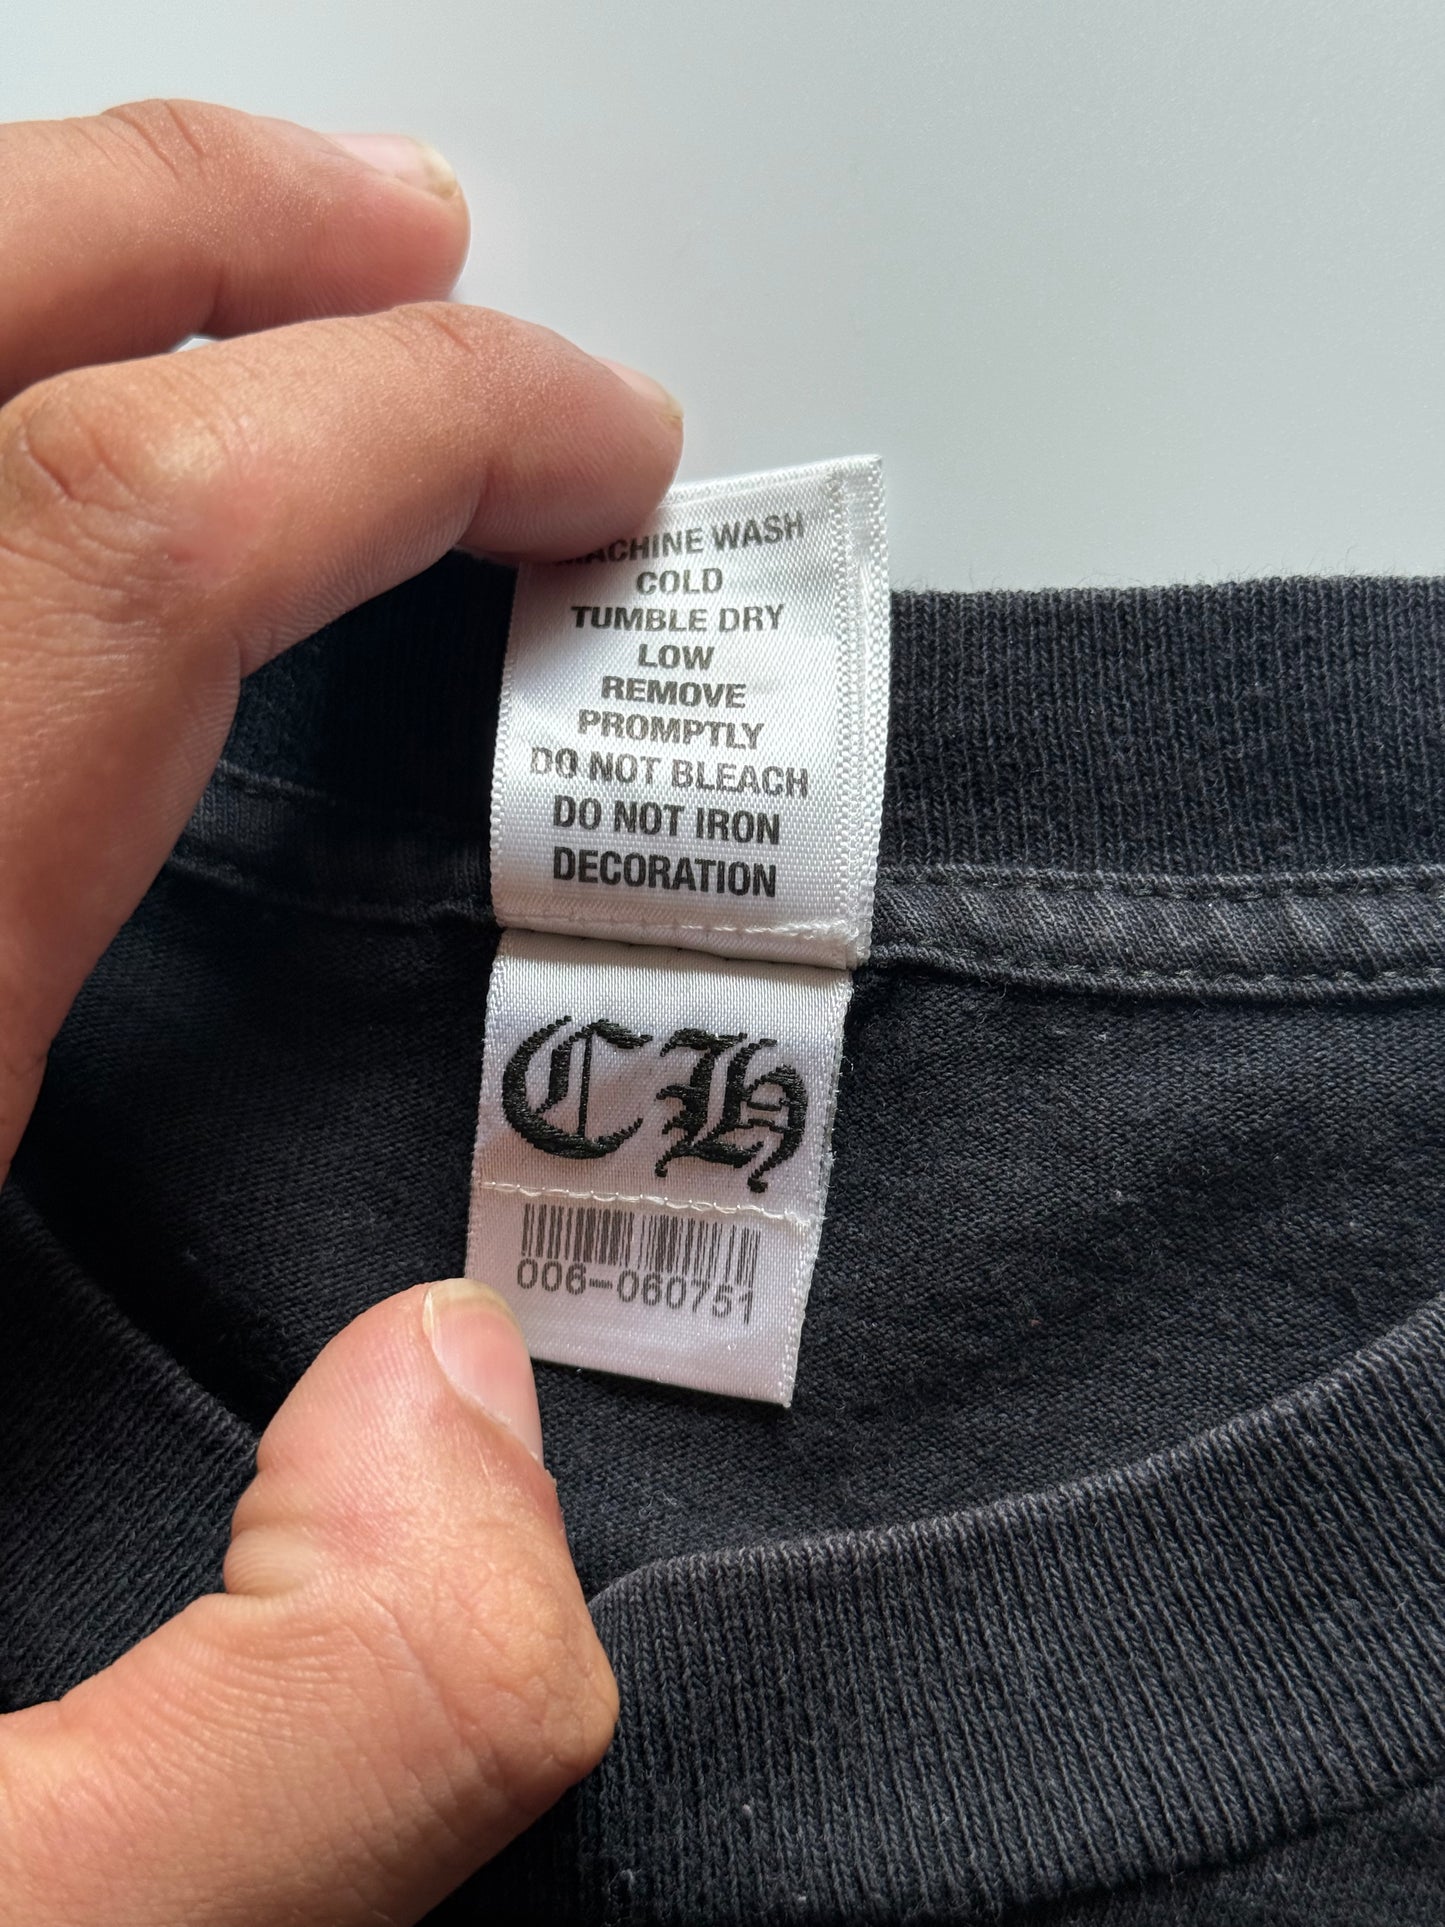 MACHINE WASH
COLD
TUMBLE DRY
LOW
REMOVE
PROMPTLY
DO NOT BLEACH
DO NOT IRON
DECORATION
CH
006-060751